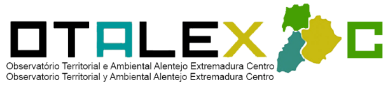 OTALEX C
Observatório Territorial e Ambiental Alentejo Extremadura Centro
Observatorio Territorial y Ambiental Alentejo Extremadura Centro